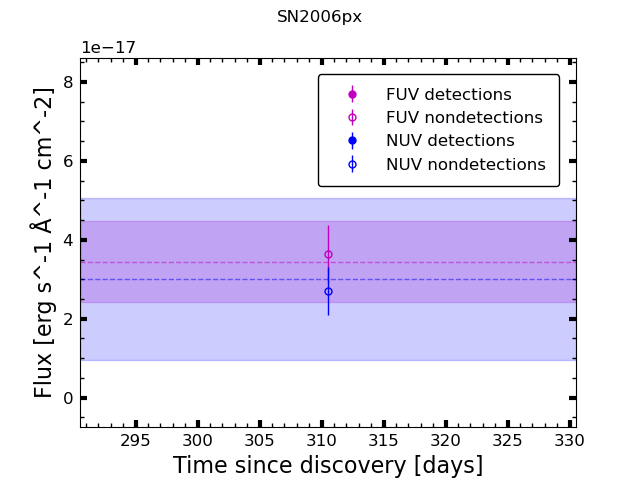 SN2006px
1e−17
8
6
4
2
0
Flux [erg s^-1 Å^-1 cm^-2]
FUV detections
FUV nondetections
NUV detections
NUV nondetections
295 300 305 310 315 320 325 330
Time since discovery [days]